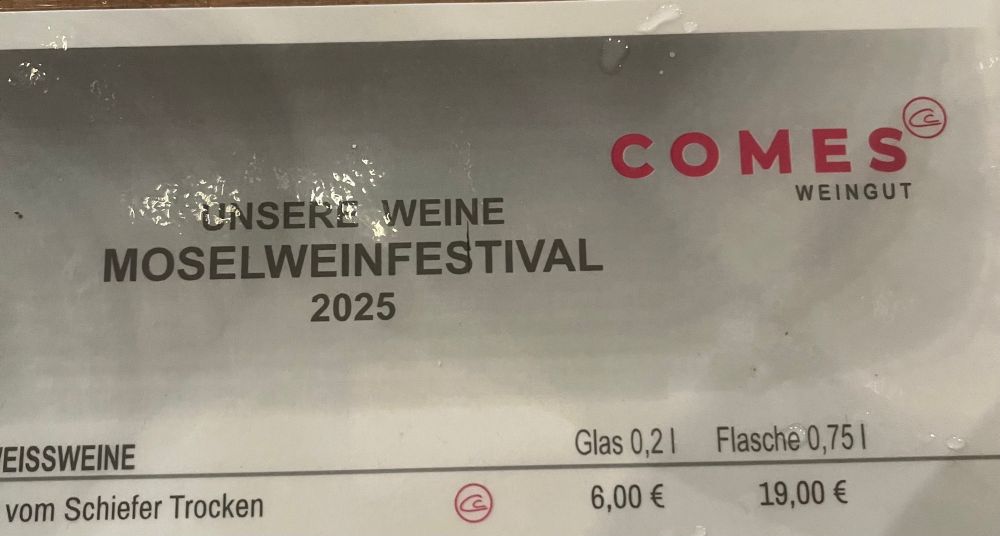 COMES
WEINGUT
UNSERE WEINE
MOSELWEINFESTIVAL
2025
EISSWEINE Glas 0,2 l Flasche 0,75 l
vom Schiefer Trocken 6,00 € 19,00 €